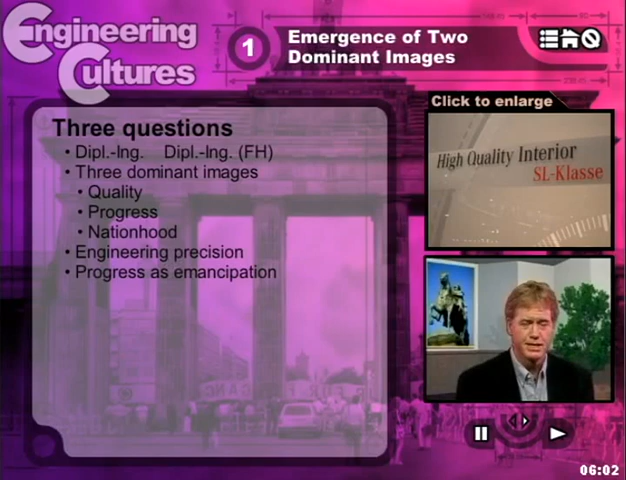 Engineering
Cultures
1
Emergence of Two
Dominant Images
Click to enlarge
Three questions
• Dipl.-Ing. Dipl.-Ing. (FH)
• Three dominant images
• Quality
• Progress
• Nationhood
• Engineering precision
• Progress as emancipation
High Quality Interior
SL-Klasse
06:02